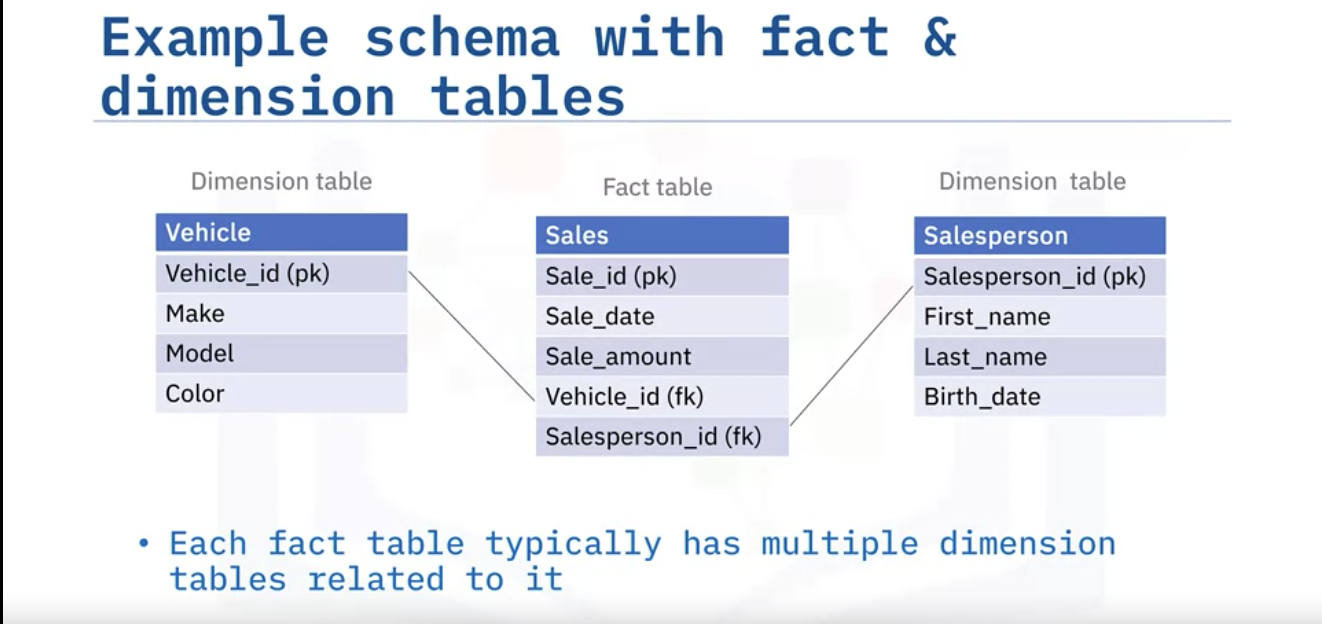 Example schema with fact &
dimension tables
Dimension table
Vehicle
Vehicle_id (pk)
Make
Model
Color
Fact table
Sales
Sale_id (pk)
Sale_date
Sale_amount
Vehicle_id (fk)
Salesperson_id (fk)
Dimension table
Salesperson
Salesperson_id (pk)
First_name
Last_name
Birth_date
• Each fact table typically has multiple dimension
tables related to it